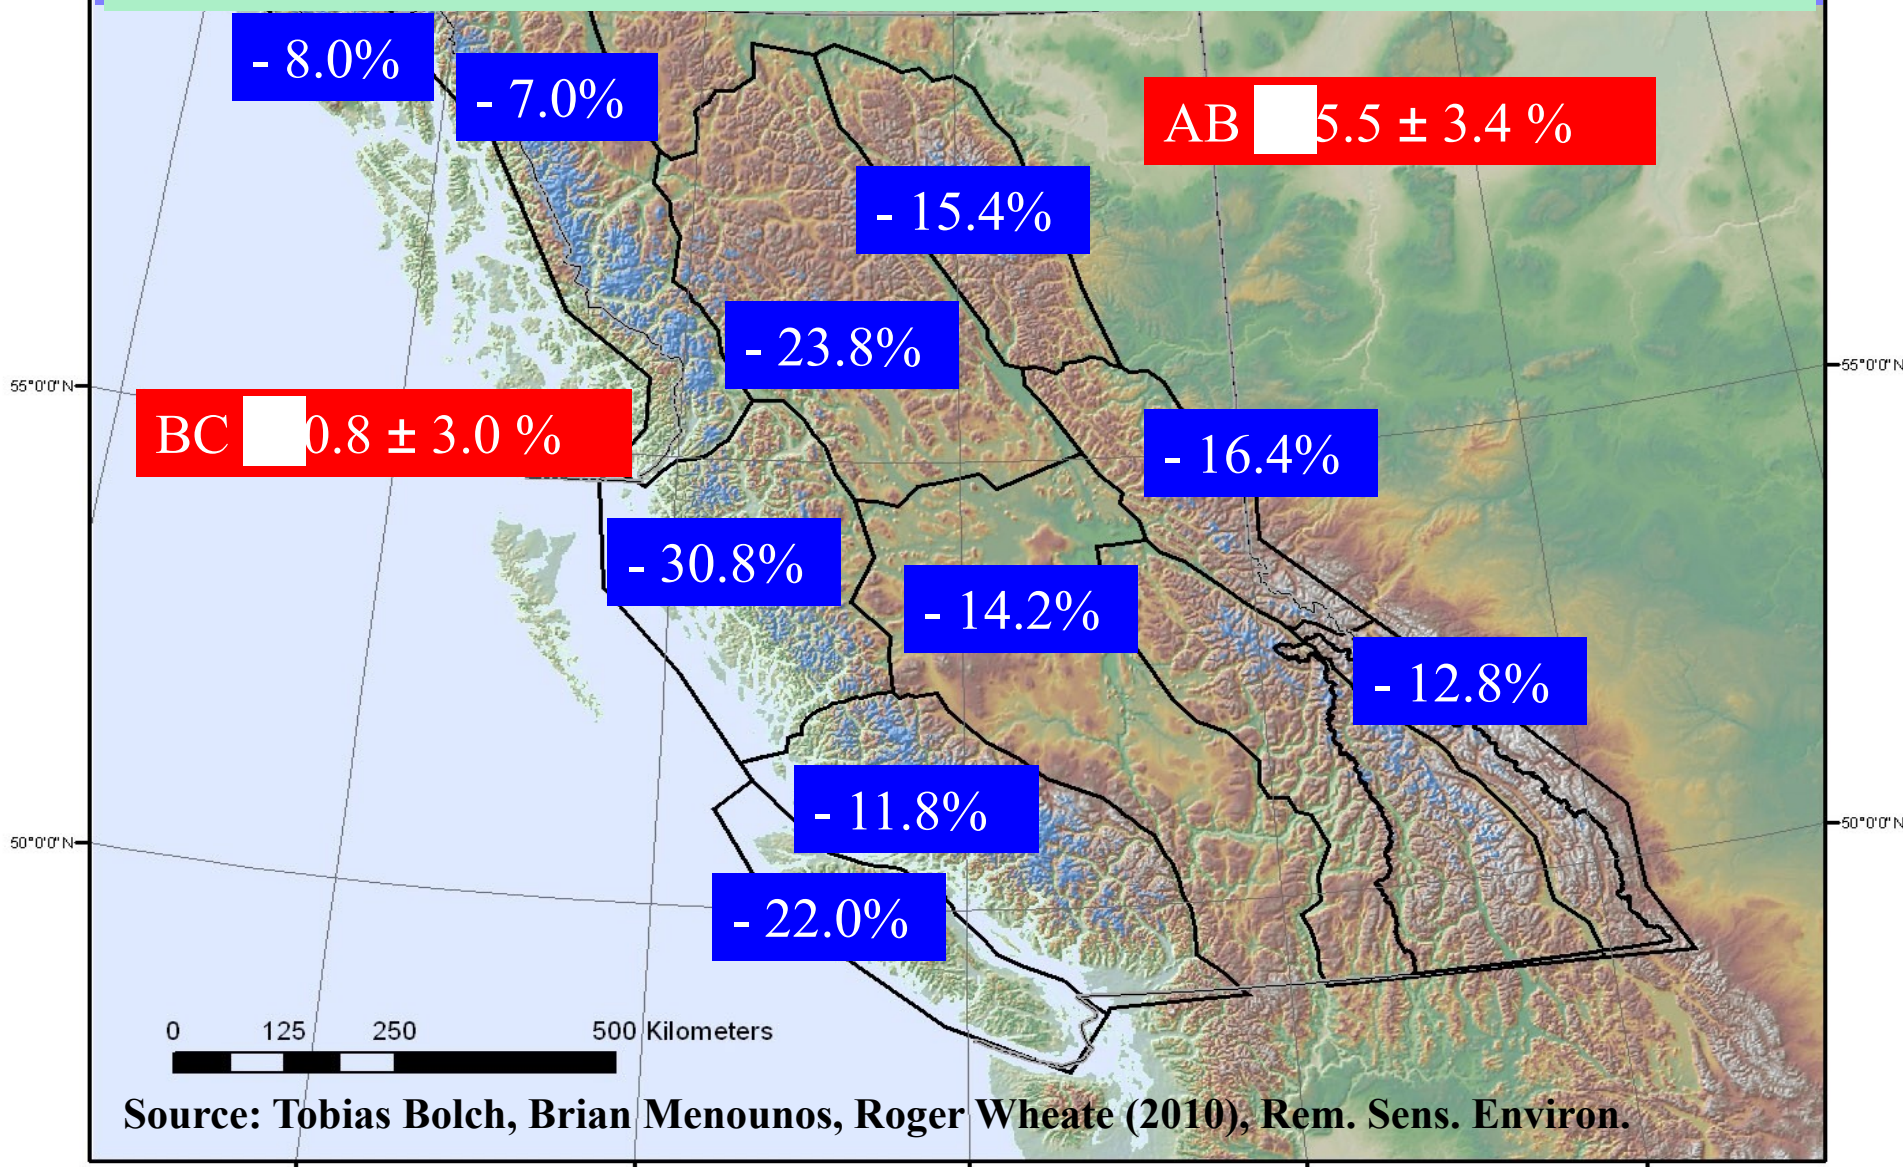 - 8.0%
- 7.0%
AB 5.5 ± 3.4 %
- 15.4%
- 23.8%
55°0'0"N
55°0'0"N
BC 0.8 ± 3.0 %
- 16.4%
- 30.8%
- 14.2%
- 12.8%
- 11.8%
50°0'0"N
50°0'0"N
- 22.0%
0 125 250 500 Kilometers
Source: Tobias Bolch, Brian Menounos, Roger Wheate (2010), Rem. Sens. Environ.